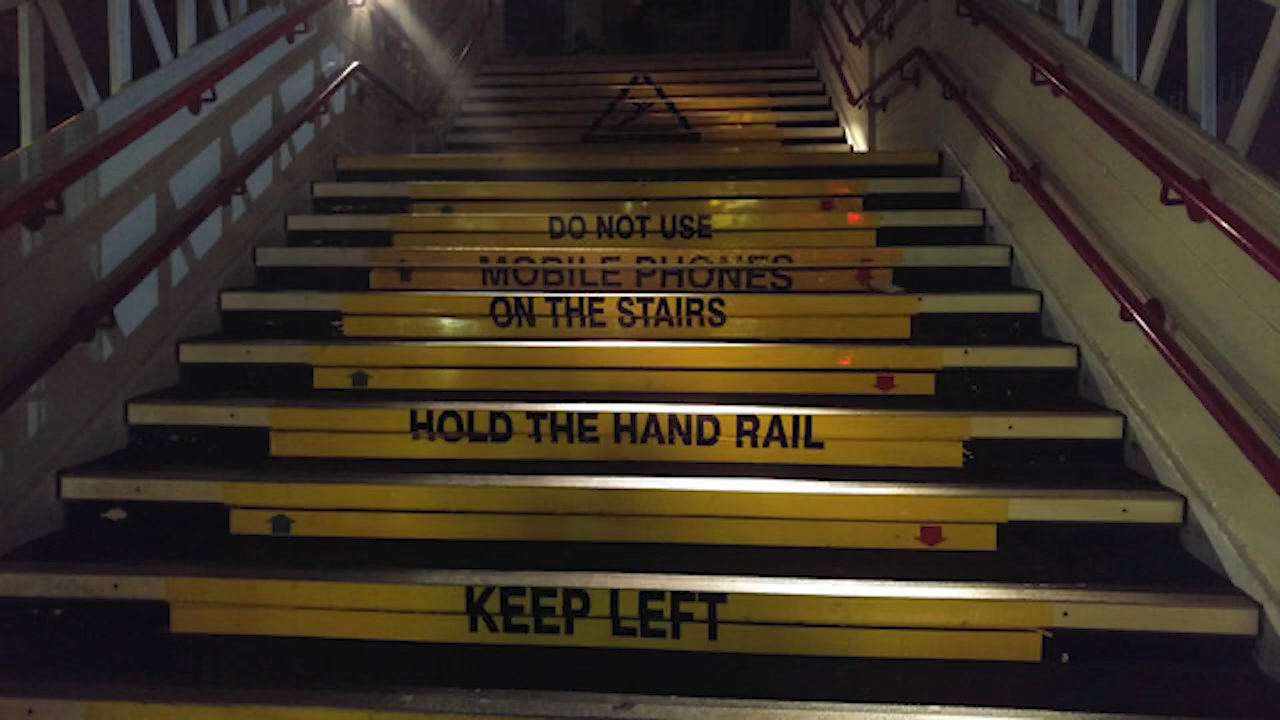 DO NOT USE
MOBILE PHONES
ON THE STAIRS
HOLD THE HAND RAIL
KEEP LEFT